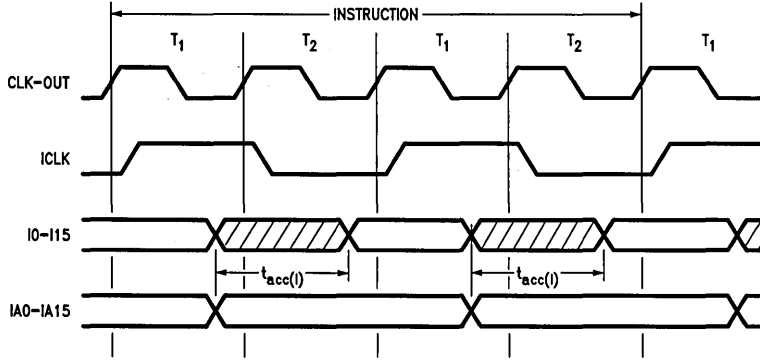 INSTRUCTION
T1 T2 T1 T2 T1
CLK-OUT
ICLK
I0-I15
tacc(I) tacc(I)
IA0-IA15